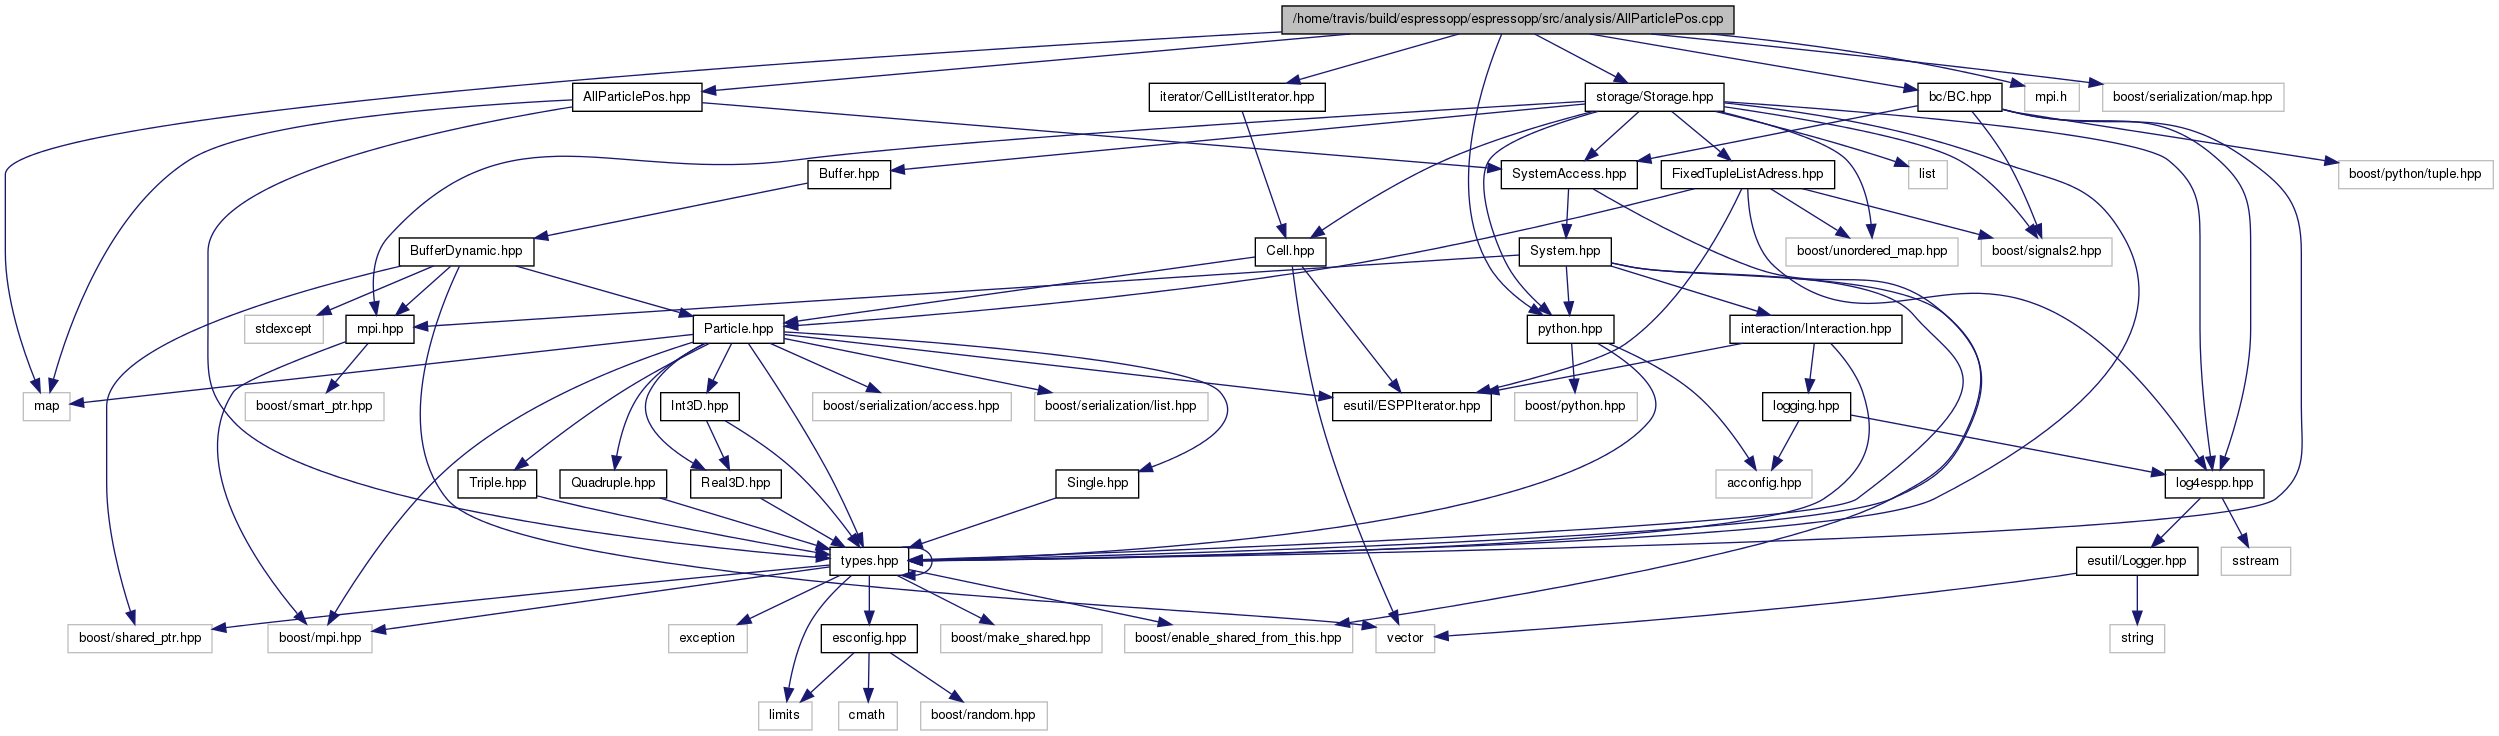 /home/travis/build/espressopp/espressopp/src/analysis/AllParticlePos.cpp
AllParticlePos.hpp
iterator/CellListIterator.hpp
storage/Storage.hpp
bc/BC.hpp
mpi.h
boost/serialization/map.hpp
Buffer.hpp
SystemAccess.hpp
FixedTupleListAdress.hpp
list
boost/python/tuple.hpp
BufferDynamic.hpp
Cell.hpp
System.hpp
boost/unordered_map.hpp
boost/signals2.hpp
stdexcept
mpi.hpp
Particle.hpp
python.hpp
interaction/Interaction.hpp
map
boost/smart_ptr.hpp
Int3D.hpp
boost/serialization/access.hpp
boost/serialization/list.hpp
esutil/ESPPIterator.hpp
boost/python.hpp
logging.hpp
Triple.hpp
Quadruple.hpp
Real3D.hpp
Single.hpp
acconfig.hpp
log4espp.hpp
types.hpp
esutil/Logger.hpp
sstream
boost/shared_ptr.hpp
boost/mpi.hpp
exception
esconfig.hpp
boost/make_shared.hpp
boost/enable_shared_from_this.hpp
vector
string
limits
cmath
boost/random.hpp